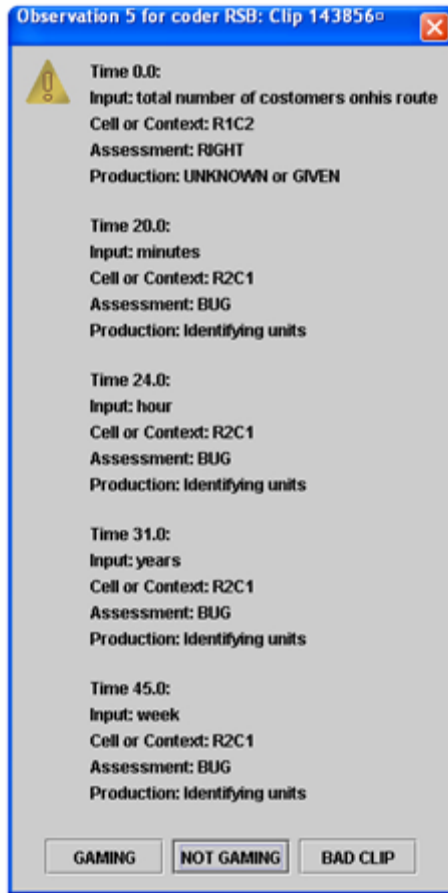 Observation 5 for coder RSB: Clip 143856
Time 0.0:
Input: total number of costomers onhis route
Cell or Context: R1C2
Assessment: RIGHT
Production: UNKNOWN or GIVEN
Time 20.0:
Input: minutes
Cell or Context: R2C1
Assessment: BUG
Production: Identifying units
Time 24.0:
Input: hour
Cell or Context: R2C1
Assessment: BUG
Production: Identifying units
Time 31.0:
Input: years
Cell or Context: R2C1
Assessment: BUG
Production: Identifying units
Time 45.0:
Input: week
Cell or Context: R2C1
Assessment: BUG
Production: Identifying units
GAMING NOT GAMING BAD CLIP